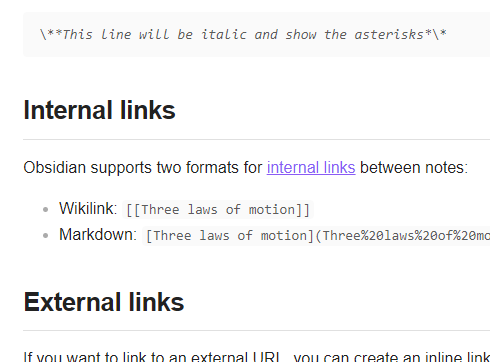 \**This line will be italic and show the asterisks*\*
Internal links
Obsidian supports two formats for internal links between notes:
Wikilink: [[Three laws of motion]]
Markdown: [Three laws of motion](Three%20laws%20of%20mo
External links
If you want to link to an external URL, you can create an inline link